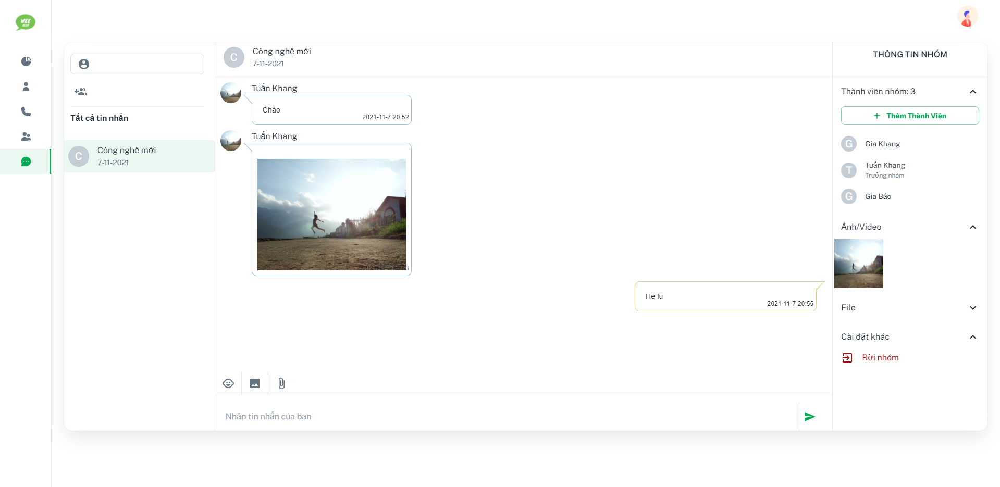 WEE
Tất cả tin nhắn
C
Công nghệ mới
7-11-2021
C
Công nghệ mới
7-11-2021
Tuấn Khang
Chào
2021-11-7 20:52
Tuấn Khang
He lu
2021-11-7 20:55
Nhập tin nhắn của bạn
THÔNG TIN NHÓM
Thành viên nhóm: 3
+ Thêm Thành Viên
G
Gia Khang
T
Tuấn Khang
Trưởng nhóm
G
Gia Bảo
Ảnh/Video
File
Cài đặt khác
Rời nhóm